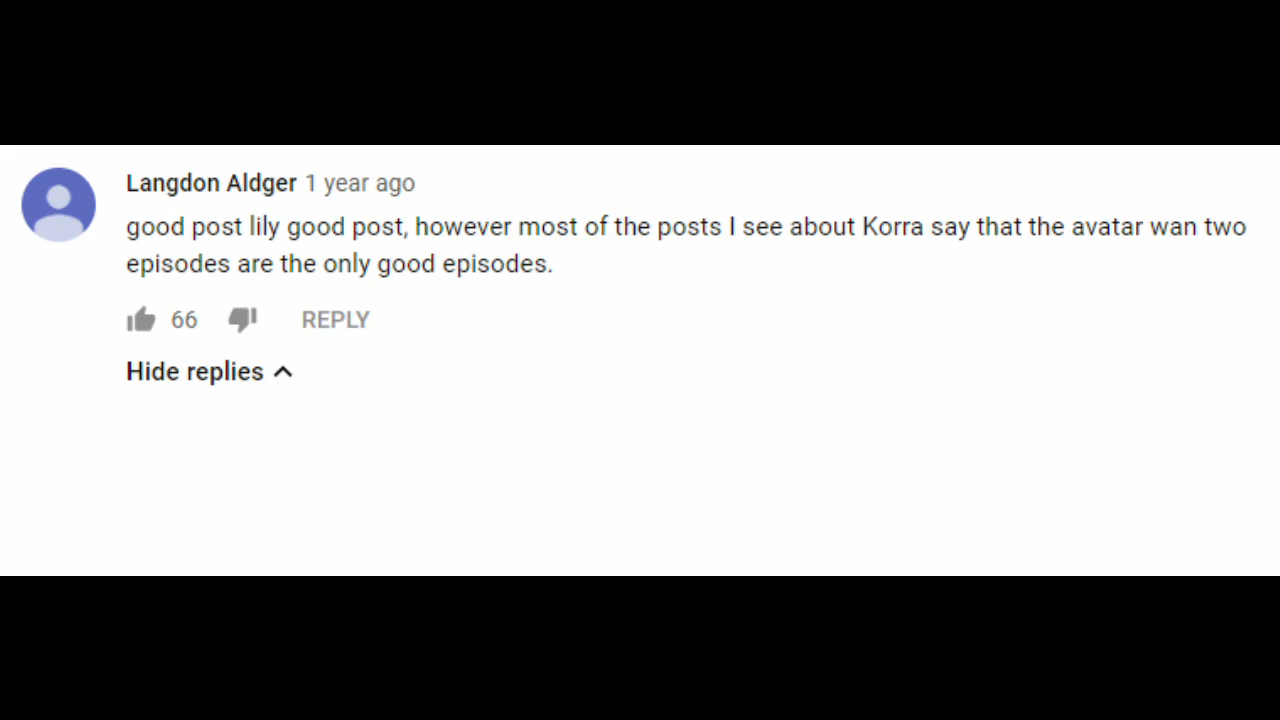 Langdon Aldger 1 year ago
good post lily good post, however most of the posts I see about Korra say that the avatar wan two
episodes are the only good episodes.
66 REPLY
Hide replies